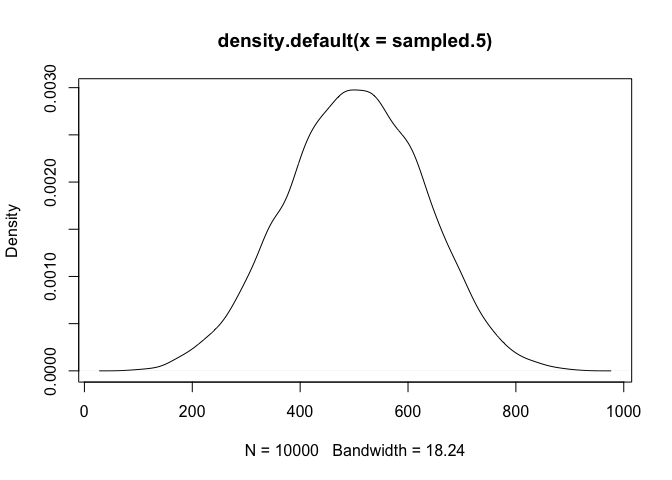 density.default(x = sampled.5)
Density
0.0000
0.0010
0.0020
0.0030
0 200 400 600 800 1000
N = 10000 Bandwidth = 18.24